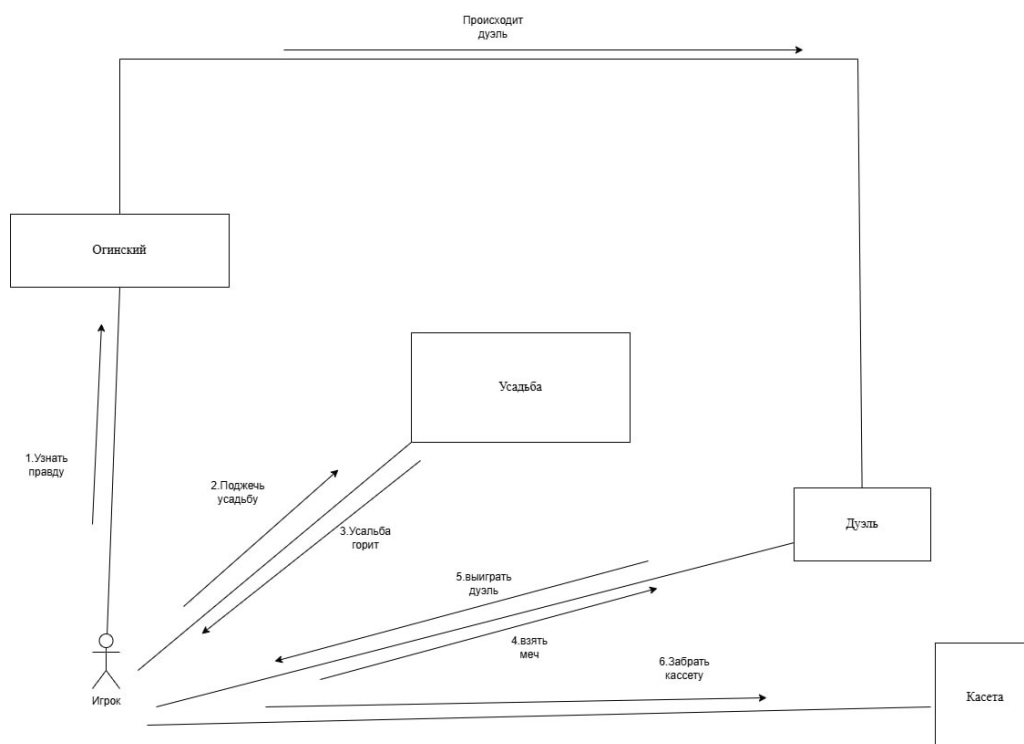 Происходит
дуэль
Огинский
Усадьба
1.Узнать
правду
2.Поджечь
усадьбу
3.Усальба
горит
Дуэль
5.выиграть
дуэль
4.взять
меч
6.Забрать
кассету
Игрок
Касета